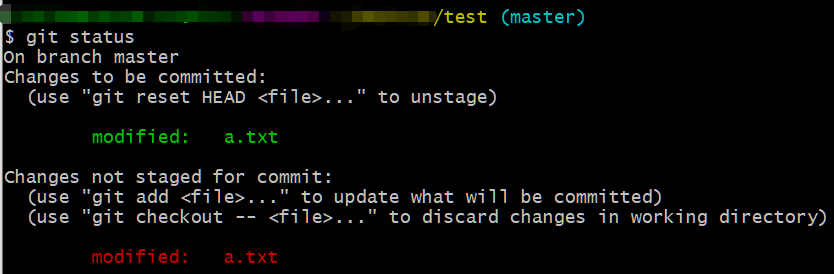 /test (master)
$ git status
On branch master
Changes to be committed:
  (use "git reset HEAD <file>..." to unstage)
        modified:   a.txt
Changes not staged for commit:
  (use "git add <file>..." to update what will be committed)
  (use "git checkout -- <file>..." to discard changes in working directory)
        modified:   a.txt